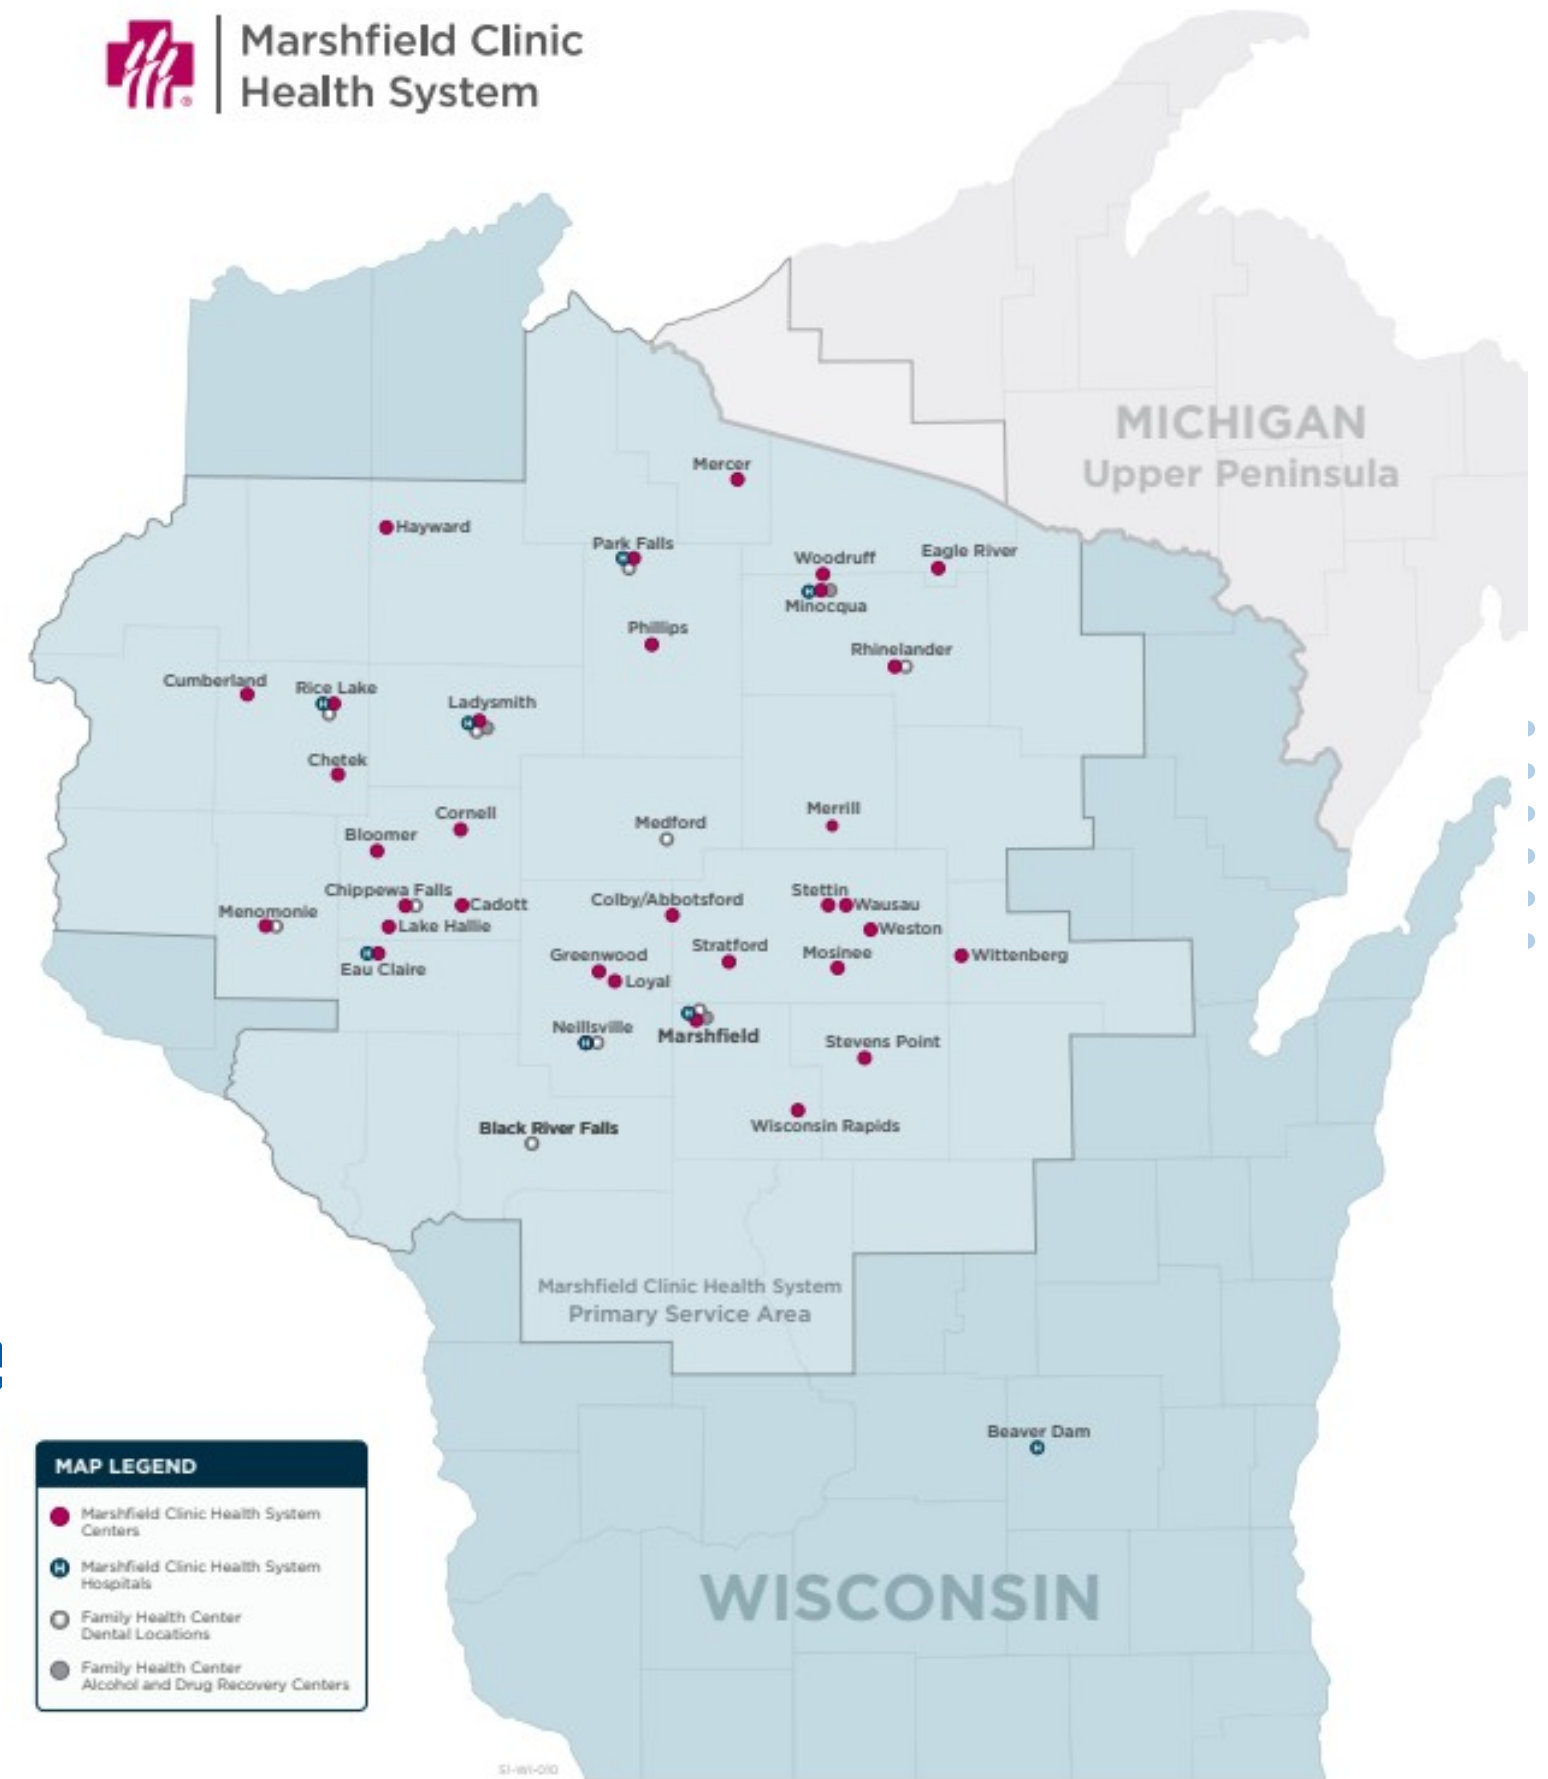 Marshfield Clinic
Health System
MICHIGAN
Upper Peninsula
Mercer
Hayward
Park Falls
Woodruff
Eagle River
Minocqua
Phillips
Rhinelander
Cumberland
Rice Lake
Ladysmith
Chetek
Cornell
Medford
Merrill
Bloomer
Chippewa Falls
Cadott
Colby/Abbotsford
Stettin
Wausau
Menomonie
Lake Hallie
Weston
Eau Claire
Greenwood
Stratford
Mosinee
Wittenberg
Loyal
Neillsville
Marshfield
Stevens Point
Black River Falls
Wisconsin Rapids
Marshfield Clinic Health System
Primary Service Area
Beaver Dam
WISCONSIN
MAP LEGEND
Marshfield Clinic Health System
Centers
H Marshfield Clinic Health System
Hospitals
Family Health Center
Dental Locations
Family Health Center
Alcohol and Drug Recovery Centers
S1-WI-010